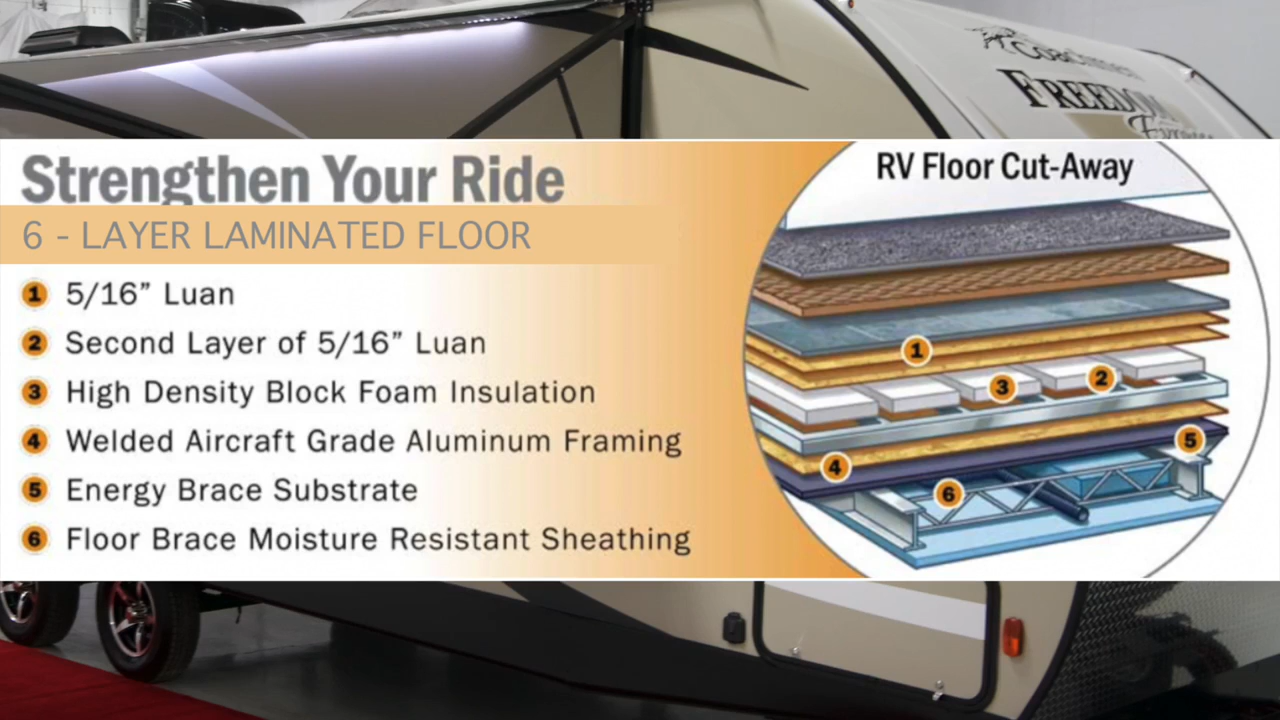 Coachmen
FREEDOM
Express
Strengthen Your Ride
6 - LAYER LAMINATED FLOOR
1 5/16” Luan
2 Second Layer of 5/16” Luan
3 High Density Block Foam Insulation
4 Welded Aircraft Grade Aluminum Framing
5 Energy Brace Substrate
6 Floor Brace Moisture Resistant Sheathing
RV Floor Cut-Away
1
2
3
4
5
6